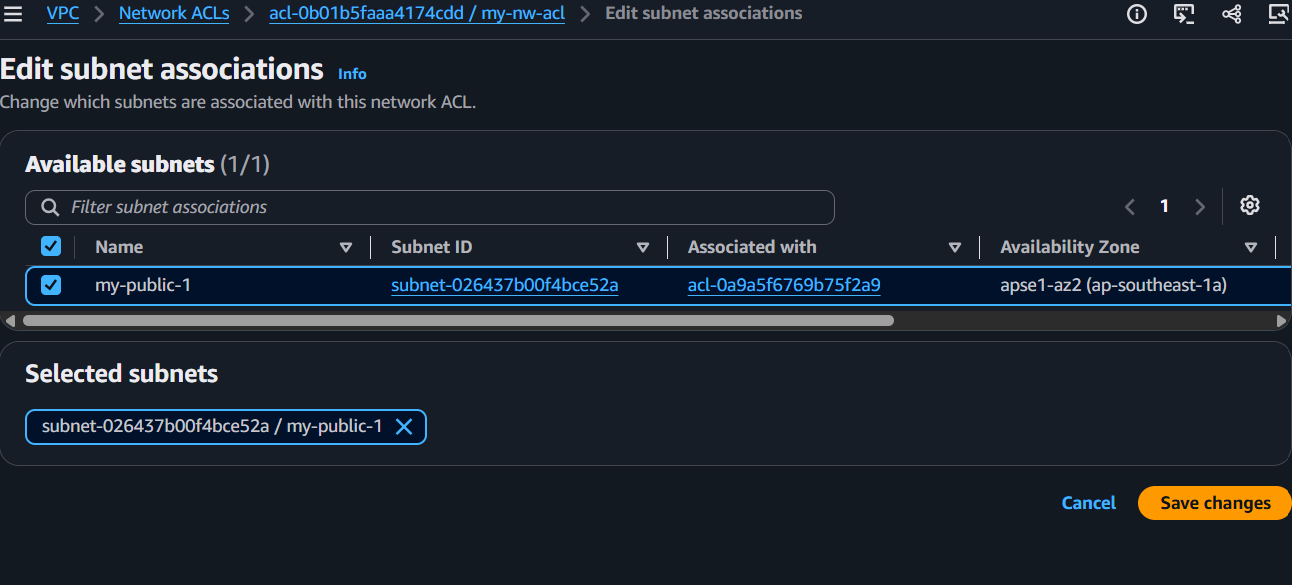 VPC > Network ACLs > acl-0b01b5faaa4174cdd / my-nw-acl > Edit subnet associations
Edit subnet associations Info
Change which subnets are associated with this network ACL.
Available subnets (1/1)
Filter subnet associations
1
Name Subnet ID Associated with Availability Zone
my-public-1 subnet-026437b00f4bce52a acl-0a9a5f6769b75f2a9 apse1-az2 (ap-southeast-1a)
Selected subnets
subnet-026437b00f4bce52a / my-public-1
Cancel Save changes